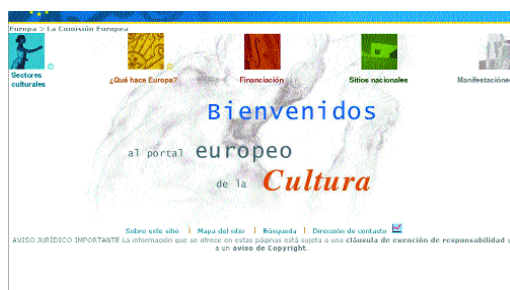 Europa > La Comisión Europea
Sectores culturales
¿Qué hace Europa?
Financiación
Sitios nacionales
Manifestaciones
Bienvenidos
al portal europeo
de la Cultura
Sobre este sitio | Mapa del sitio | Búsqueda | Dirección de contacto
AVISO JURÍDICO IMPORTANTE La información que se ofrece en estas páginas está sujeta a una cláusula de exención de responsabilidad y
a un aviso de Copyright.